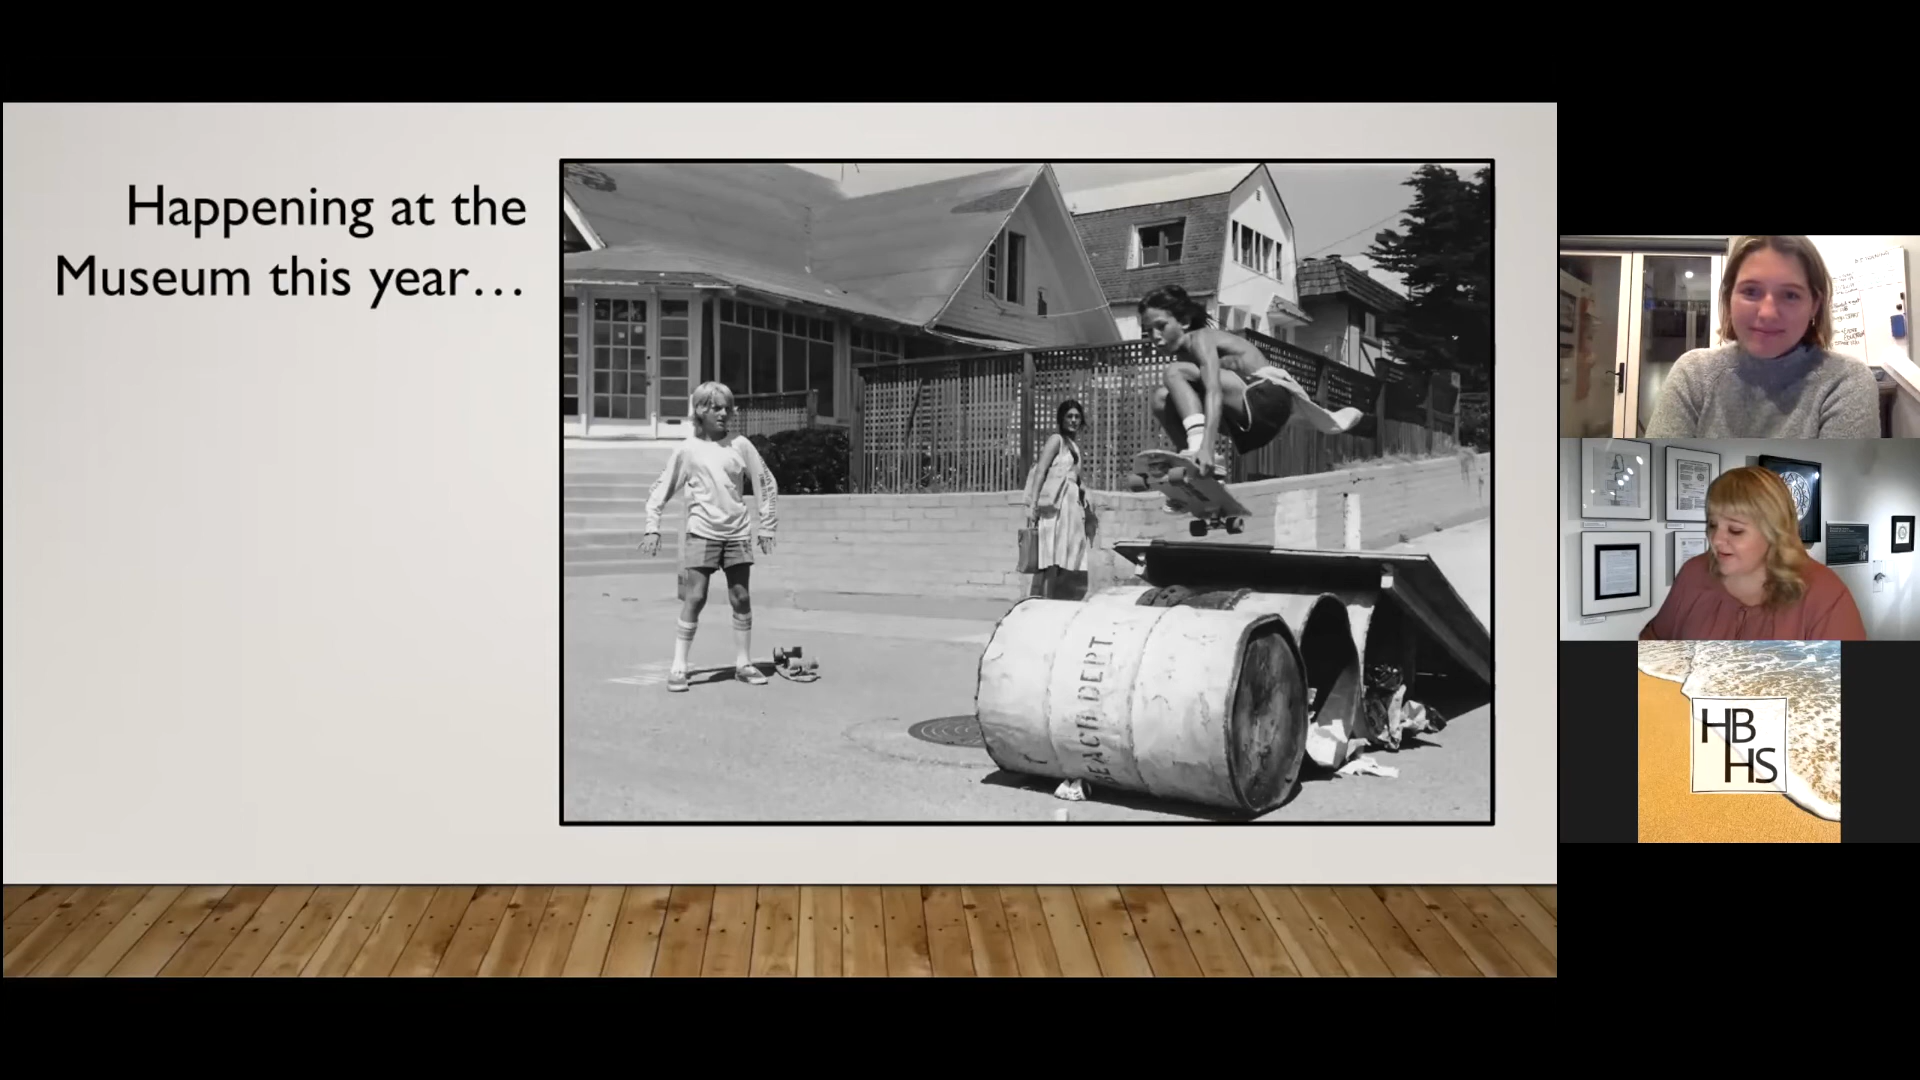 Happening at the
Museum this year…
BEACH DEPT.
HB
HS